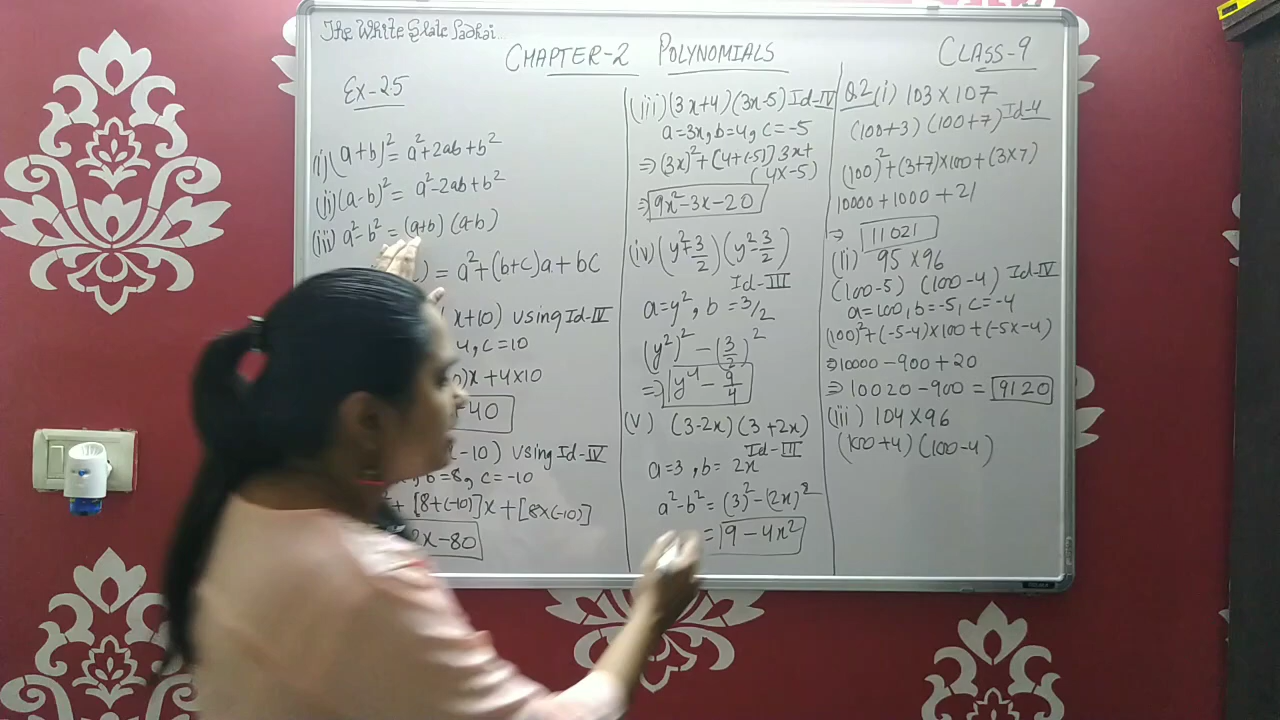 The White Slate Padhai...
CHAPTER-2 POLYNOMIALS
CLASS-9
Ex-2.5
(i) (a+b)² = a²+2ab+b²
(ii) (a-b)² = a²-2ab+b²
(iii) a²-b² = (a+b) (a-b)
) = a²+(b+c)a+bc
x+10) using Id-IV
4, c=10
)x+4×10
+40
-10) using Id-IV
b=8, c=-10
+ [8+(-10)]x+[8×(-10)]
2x-80
(iii) (3x+4) (3x-5) Id-IV
a=3x, b=4, c=-5
⇒ (3x)²+[4+(-5)] 3x+
(4x-5)
⇒ 9x²-3x-20
(iv) (y²+3/2) (y²-3/2)
Id-III
a=y², b=3/2
(y²)² - (3/2)²
⇒ y⁴ - 9/4
(v) (3-2x) (3+2x)
Id-III
a=3, b=2x
a²-b² = (3)²-(2x)²
= 9-4x²
Q.2 (i) 103×107
(100+3) (100+7) Id-4
(100)²+(3+7)×100+(3×7)
10000+1000+21
⇒ 11021
(ii) 95×96
(100-5) (100-4) Id-IV
a=100, b=-5, c=-4
(100)²+(-5-4)×100+(-5x-4)
⇒ 10000-900+20
⇒ 10020-900 = 9120
(iii) 104×96
(100+4) (100-4)